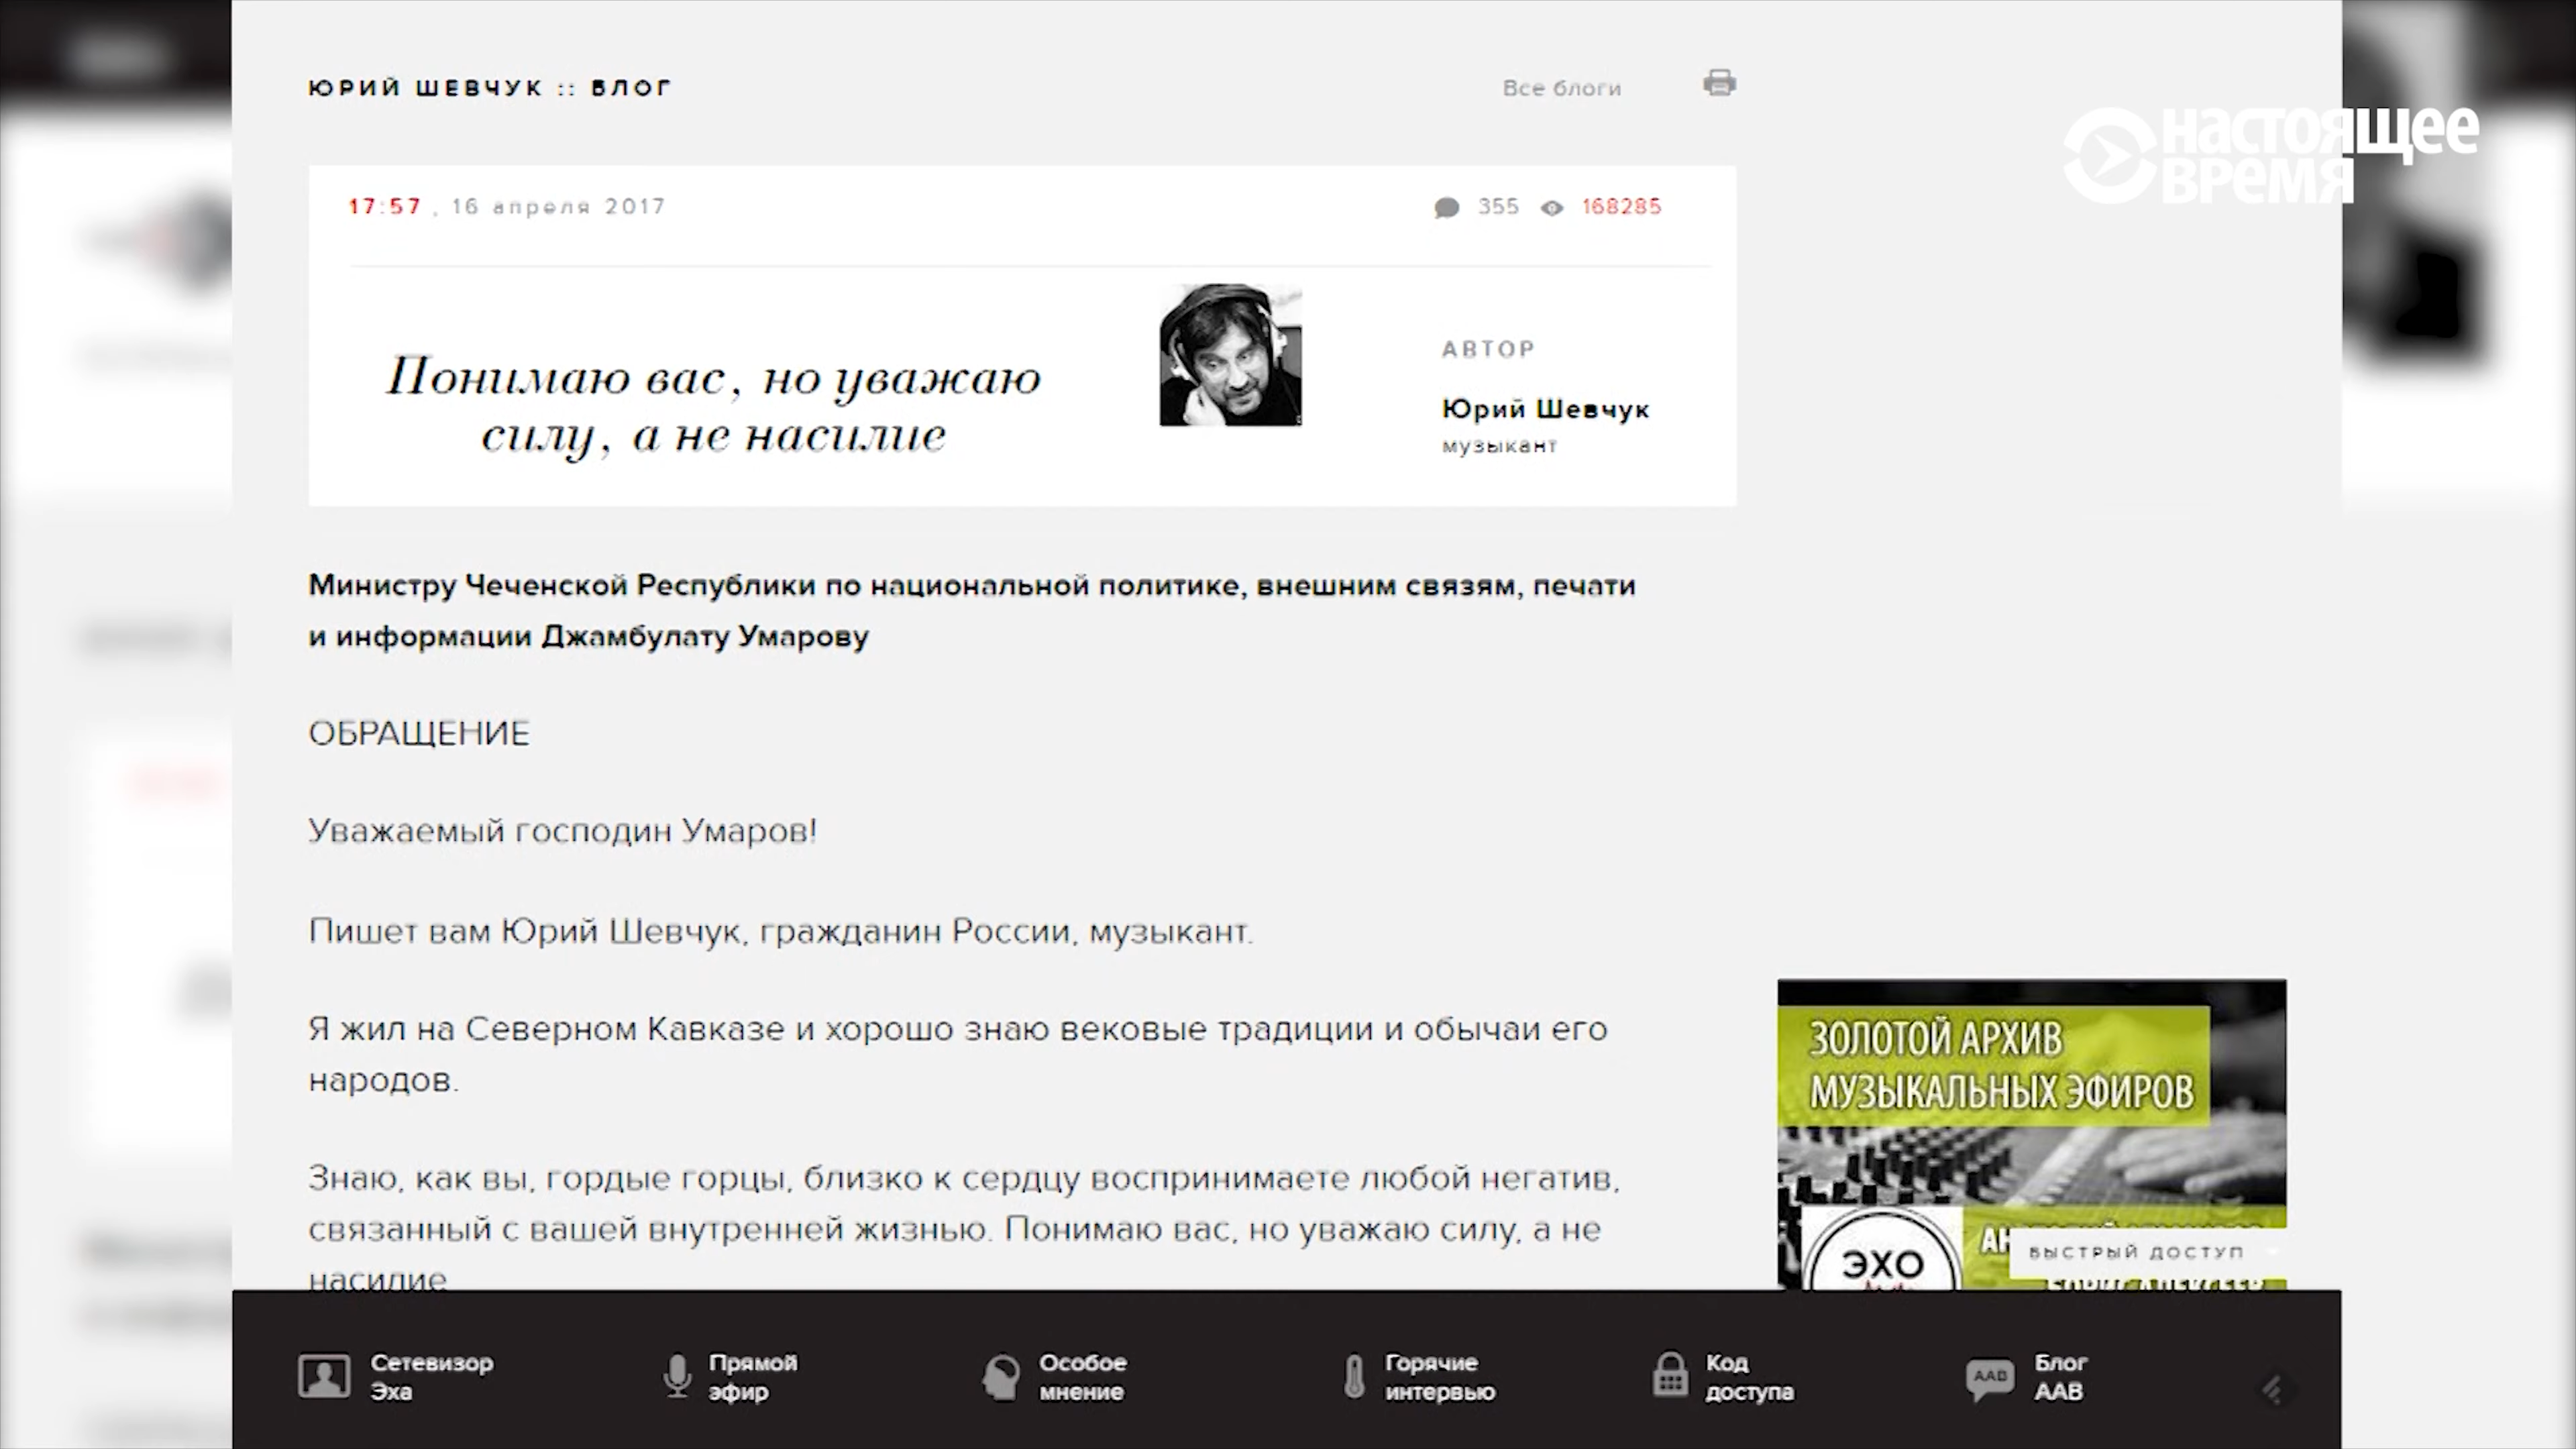 ЮРИЙ ШЕВЧУК :: БЛОГ
Все блоги
НАСТОЯЩЕЕ
ВРЕМЯ
17:57 , 16 апреля 2017
355 168285
Понимаю вас, но уважаю
силу, а не насилие
АВТОР
Юрий Шевчук
музыкант
Министру Чеченской Республики по национальной политике, внешним связям, печати
и информации Джамбулату Умарову
ОБРАЩЕНИЕ
Уважаемый господин Умаров!
Пишет вам Юрий Шевчук, гражданин России, музыкант.
Я жил на Северном Кавказе и хорошо знаю вековые традиции и обычаи его
народов.
Знаю, как вы, гордые горцы, близко к сердцу воспринимаете любой негатив,
связанный с вашей внутренней жизнью. Понимаю вас, но уважаю силу, а не
насилие
ЗОЛОТОЙ АРХИВ
МУЗЫКАЛЬНЫХ ЭФИРОВ
ЭХО
БЫСТРЫЙ ДОСТУП
Сетевизор
Эха
Прямой
эфир
Особое
мнение
Горячие
интервью
Код
доступа
ААВ
Блог
ААВ